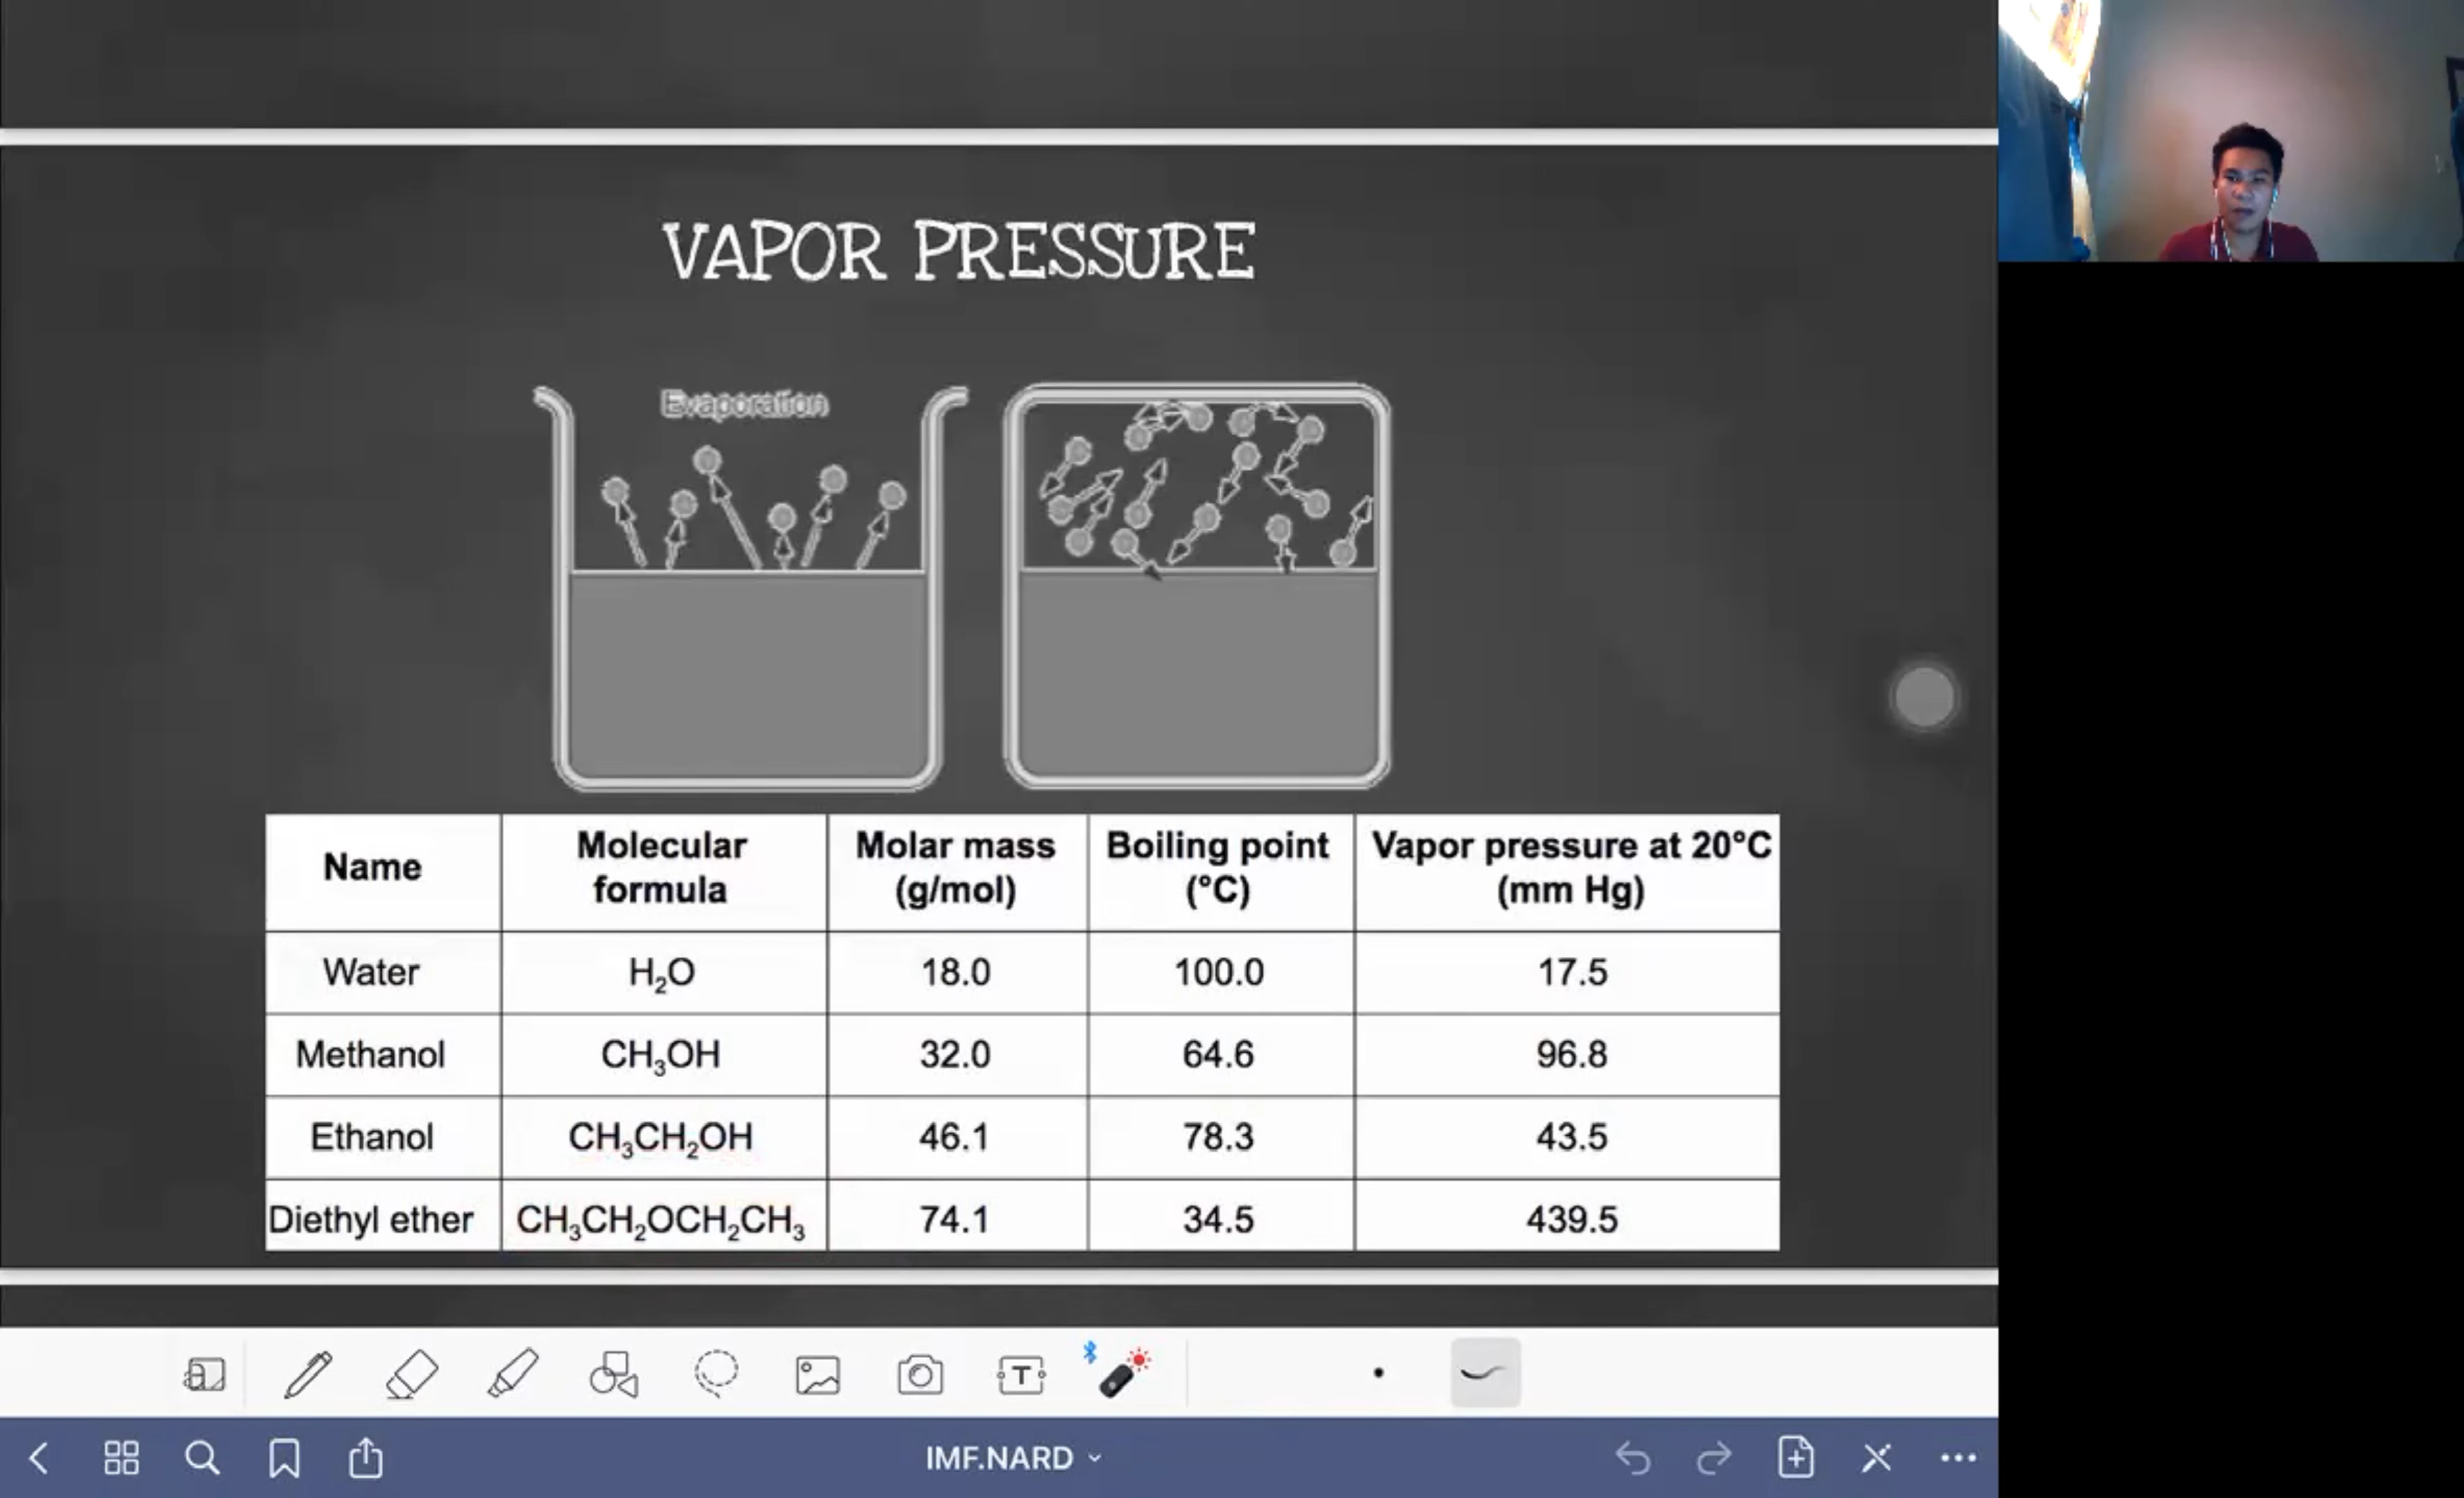 VAPOR PRESSURE
Evaporation
Name Molecular formula Molar mass (g/mol) Boiling point (°C) Vapor pressure at 20°C (mm Hg)
Water H₂O 18.0 100.0 17.5
Methanol CH₃OH 32.0 64.6 96.8
Ethanol CH₃CH₂OH 46.1 78.3 43.5
Diethyl ether CH₃CH₂OCH₂CH₃ 74.1 34.5 439.5
T
IMF.NARD